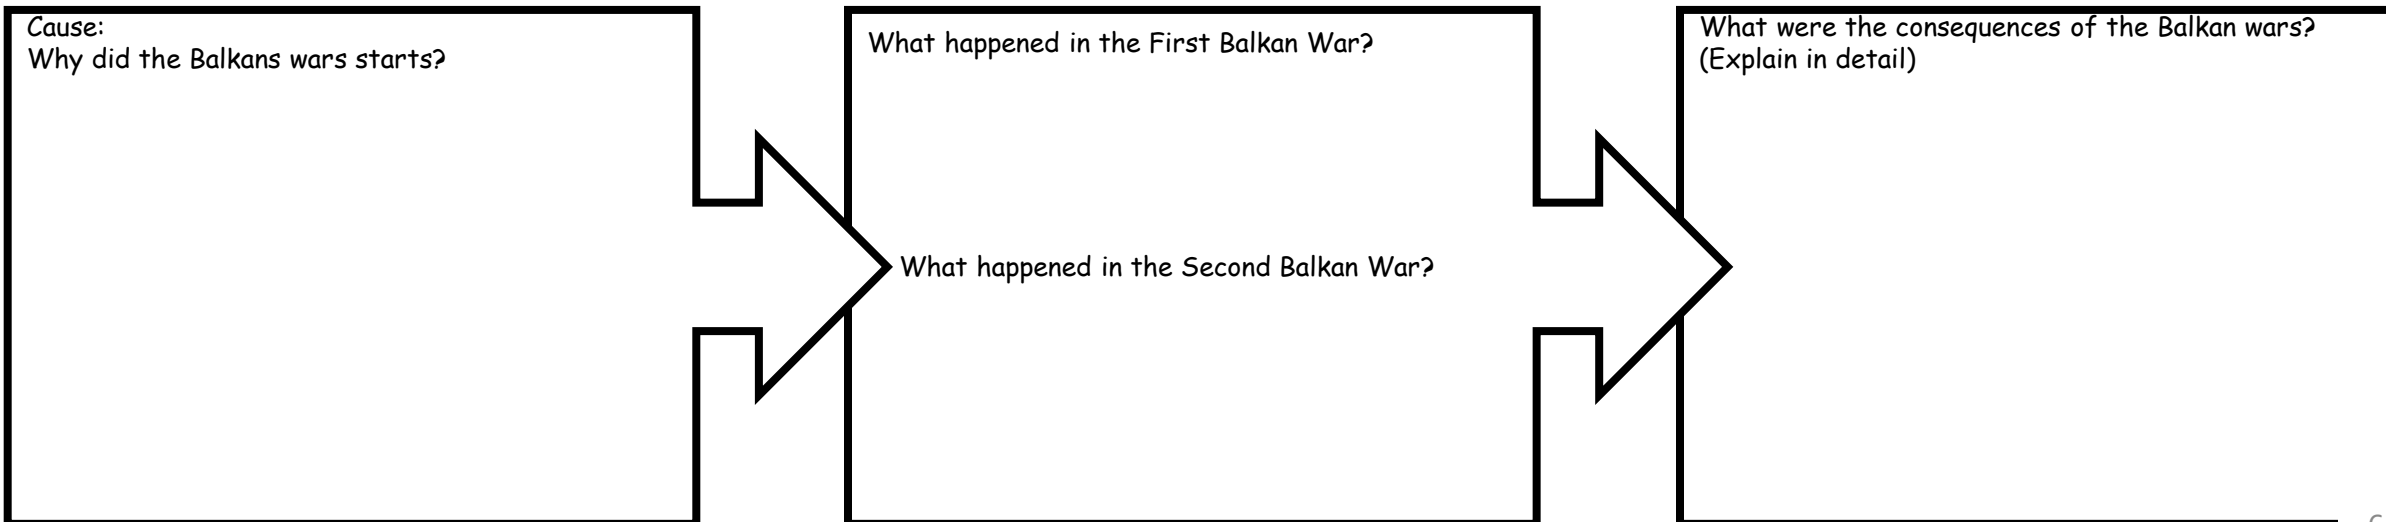 Cause:
Why did the Balkans wars starts?
What happened in the First Balkan War?
What happened in the Second Balkan War?
What were the consequences of the Balkan wars?
(Explain in detail)